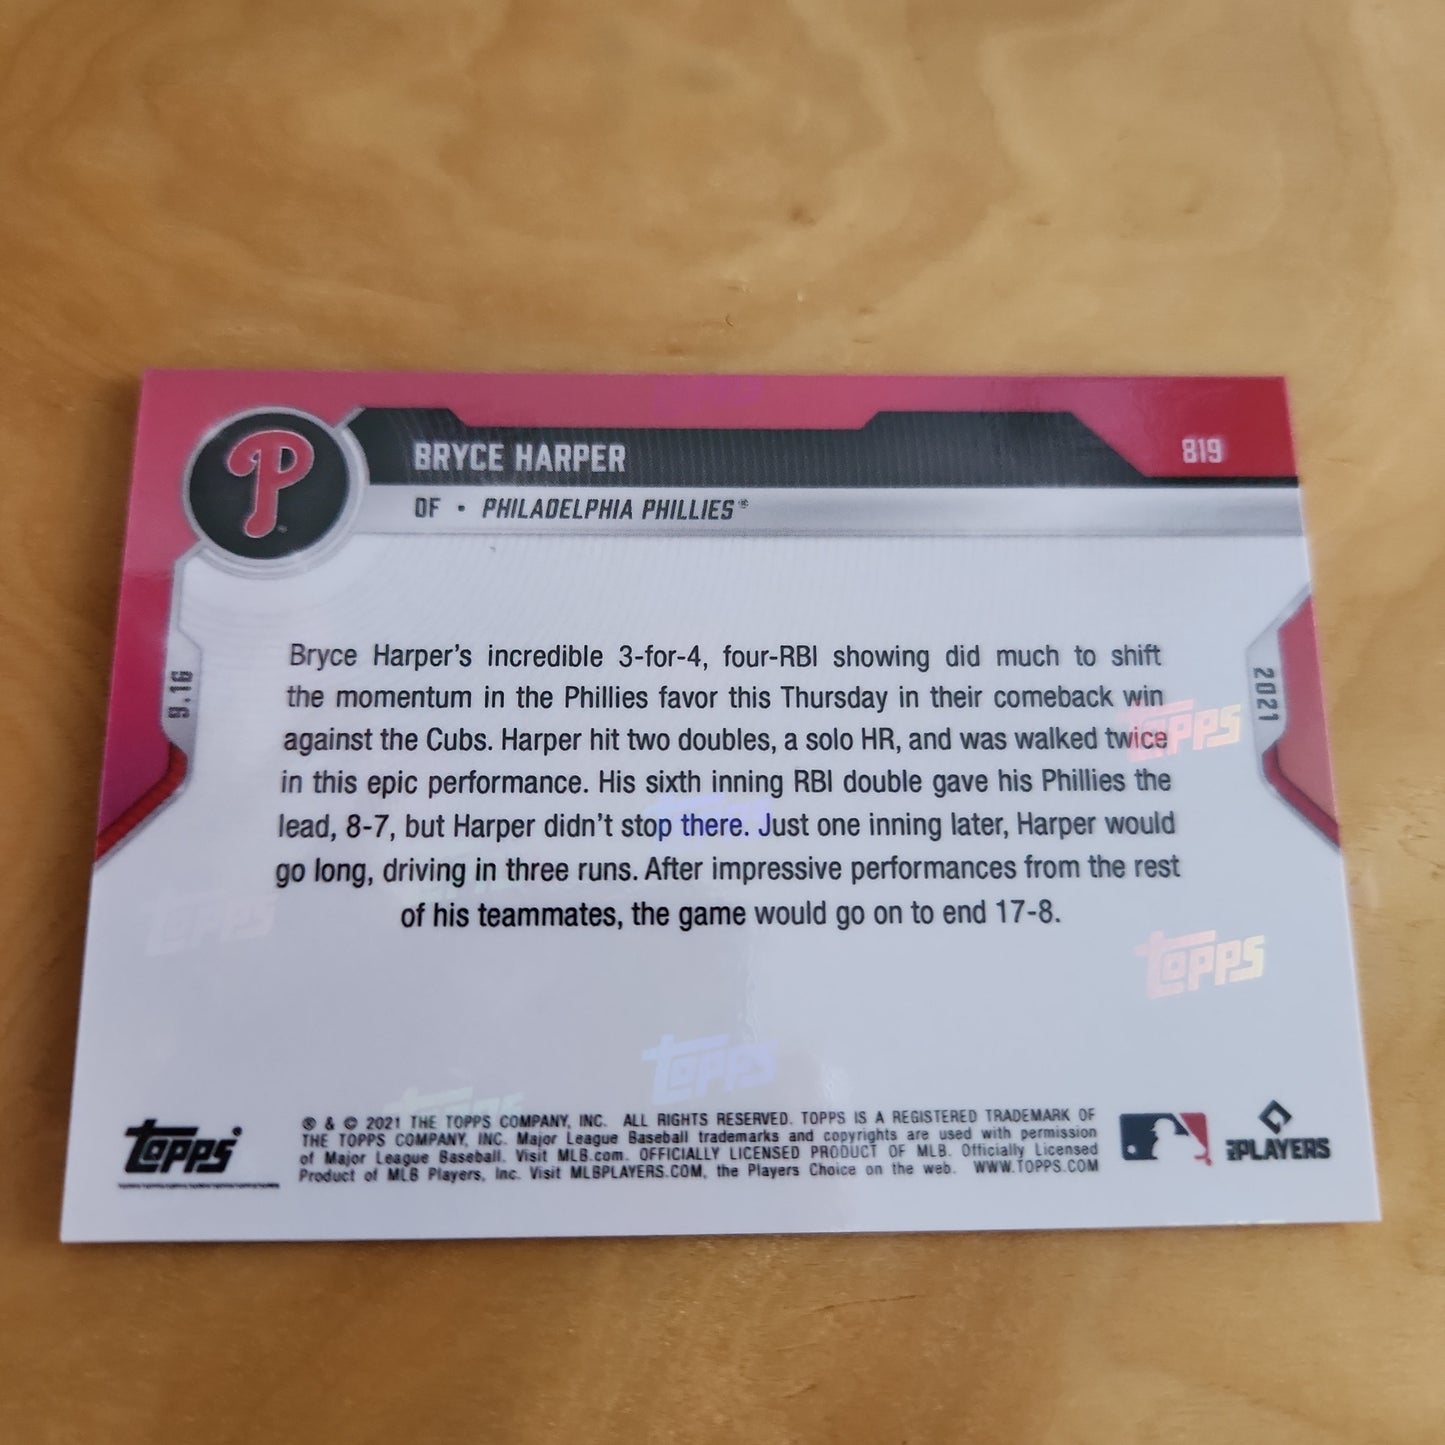 P
BRYCE HARPER
819
OF • PHILADELPHIA PHILLIES®
9.16
2021
Bryce Harper's incredible 3-for-4, four-RBI showing did much to shift
the momentum in the Phillies favor this Thursday in their comeback win
against the Cubs. Harper hit two doubles, a solo HR, and was walked twice
in this epic performance. His sixth inning RBI double gave his Phillies the
lead, 8-7, but Harper didn't stop there. Just one inning later, Harper would
go long, driving in three runs. After impressive performances from the rest
of his teammates, the game would go on to end 17-8.
TOPPS
TOPPS
TOPPS
TOPPS
Topps
® & © 2021 THE TOPPS COMPANY, INC. ALL RIGHTS RESERVED. TOPPS IS A REGISTERED TRADEMARK OF
THE TOPPS COMPANY, INC. Major League Baseball trademarks and copyrights are used with permission
of Major League Baseball. Visit MLB.com. OFFICIALLY LICENSED PRODUCT OF MLB. Officially Licensed
Product of MLB Players, Inc. Visit MLBPLAYERS.COM, the Players Choice on the web. WWW.TOPPS.COM
PLAYERS